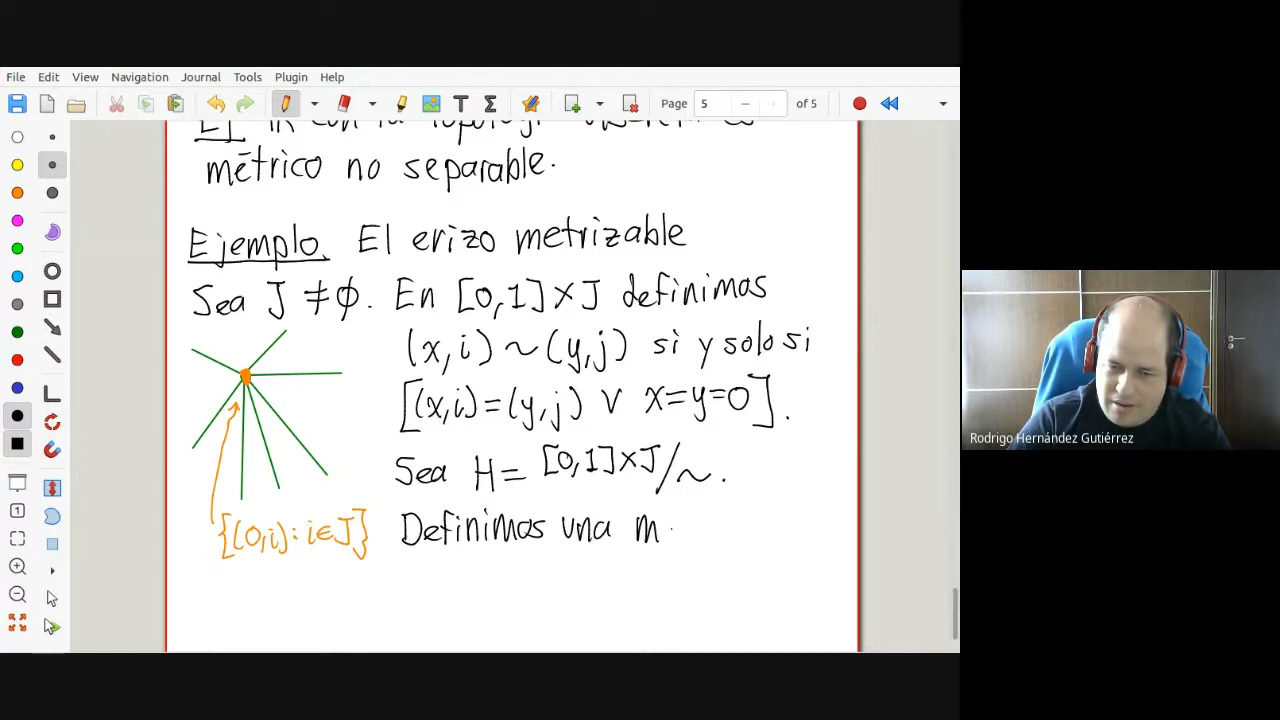 File Edit View Navigation Journal Tools Plugin Help
Page 5 of 5
métrico no separable.
Ejemplo. El erizo metrizable
Sea J ≠ ∅. En [0,1]×J definimos
(x,i) ~ (y,j) si y solo si
[(x,i)=(y,j) ∨ x=y=0].
Sea H = [0,1]×J/~.
{(0,i): i∈J} Definimos una m
Rodrigo Hernández Gutiérrez